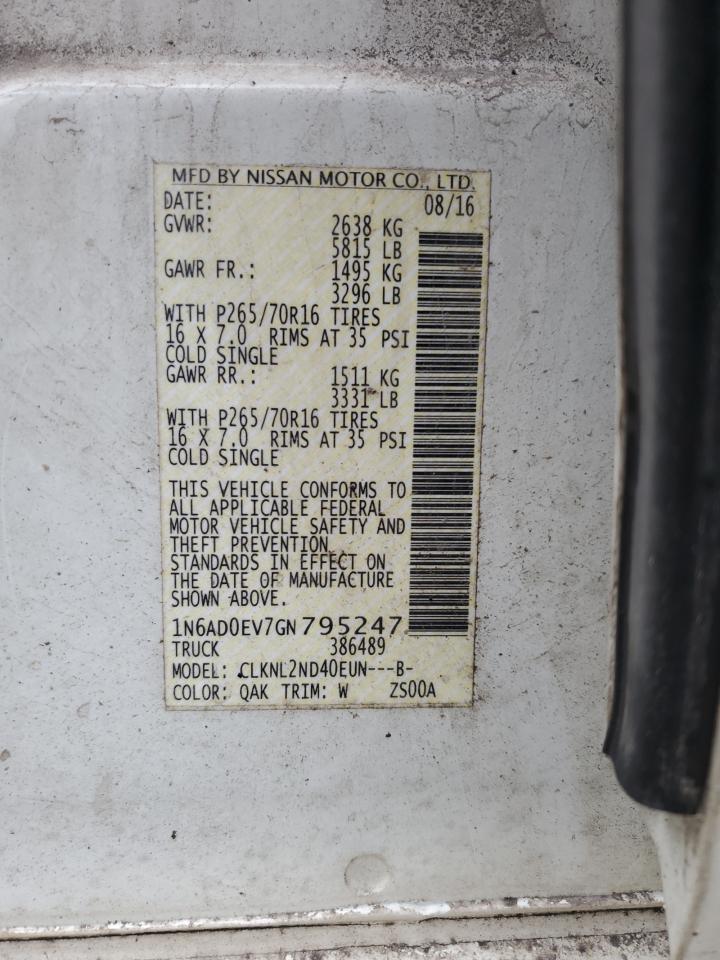 MFD BY NISSAN MOTOR CO., LTD.
DATE: 08/16
GVWR: 2638 KG
5815 LB
GAWR FR.: 1495 KG
3296 LB
WITH P265/70R16 TIRES
16 X 7.0 RIMS AT 35 PSI
COLD SINGLE
GAWR RR.: 1511 KG
3331 LB
WITH P265/70R16 TIRES
16 X 7.0 RIMS AT 35 PSI
COLD SINGLE
THIS VEHICLE CONFORMS TO
ALL APPLICABLE FEDERAL
MOTOR VEHICLE SAFETY AND
THEFT PREVENTION
STANDARDS IN EFFECT ON
THE DATE OF MANUFACTURE
SHOWN ABOVE.
1N6AD0EV7GN795247
TRUCK 386489
MODEL: CLKNL2ND40EUN---B-
COLOR: QAK TRIM: W ZS00A